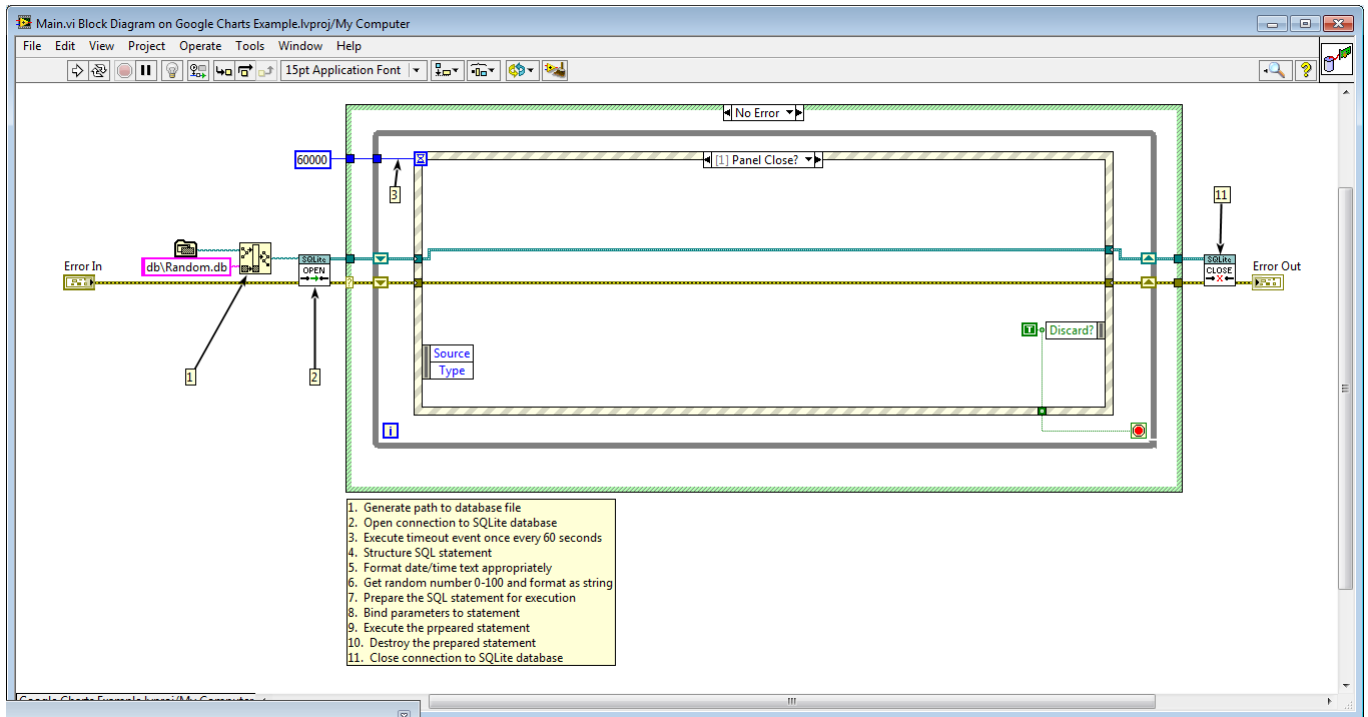 Main.vi Block Diagram on Google Charts Example.lvproj/My Computer
File Edit View Project Operate Tools Window Help
15pt Application Font
No Error
60000
[1] Panel Close?
3
11
db\Random.db
Error In
SQLite
OPEN
SQLite
CLOSE
Error Out
T
Discard?
Source
Type
1
2
i
1. Generate path to database file
2. Open connection to SQLite database
3. Execute timeout event once every 60 seconds
4. Structure SQL statement
5. Format date/time text appropriately
6. Get random number 0-100 and format as string
7. Prepare the SQL statement for execution
8. Bind parameters to statement
9. Execute the prpeared statement
10. Destroy the prepared statement
11. Close connection to SQLite database
Google Charts Example.lvproj/My Computer